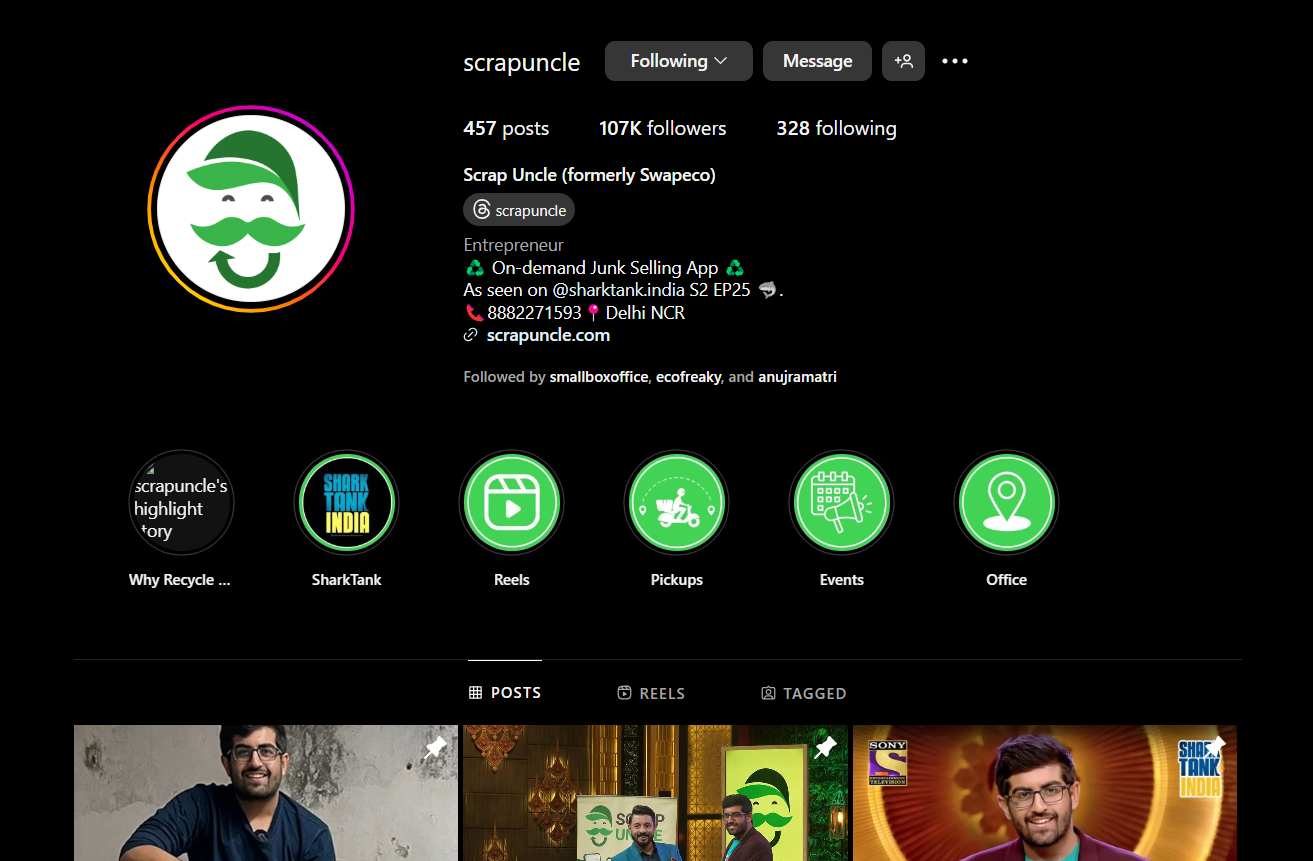 scrapuncle Following Message
457 posts 107K followers 328 following
Scrap Uncle (formerly Swapeco)
scrapuncle
Entrepreneur
♻️ On-demand Junk Selling App ♻️
As seen on @sharktank.india S2 EP25 🦈.
📞8882271593📍Delhi NCR
scrapuncle.com
Followed by smallboxoffice, ecofreaky, and anujramatri
scrapuncle's
highlight
story
SHARK
TANK
INDIA
Why Recycle ... SharkTank Reels Pickups Events Office
POSTS REELS TAGGED
SONY
S
TELEVISION
SHARK
TANK
INDIA
SCRAP
UNCLE